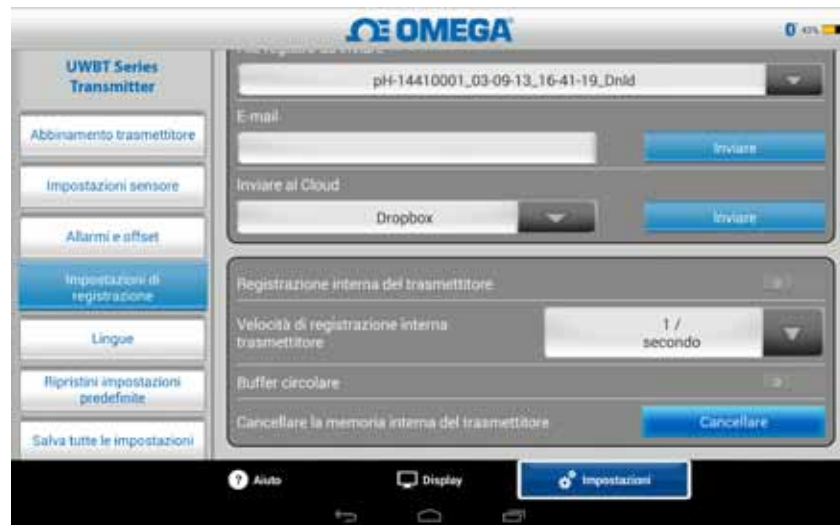 OMEGA
43%
UWBT Series
Transmitter
Abbinamento trasmettitore
Impostazioni sensore
Allarmi e offset
Impostazioni di
registrazione
Lingue
Ripristini impostazioni
predefinite
Salva tutte le impostazioni
pH-14410001_03-09-13_16-41-19_Dnld
E-mail
Inviare
Inviare al Cloud
Dropbox
Inviare
Registrazione interna del trasmettitore
Velocità di registrazione interna
trasmettitore
1 /
secondo
Buffer circolare
Cancellare la memoria interna del trasmettitore
Cancellare
Aiuto
Display
Impostazioni